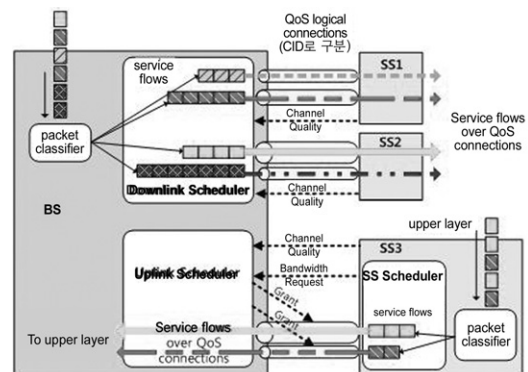 QoS logical
connections
(CID로 구분)
service
flows
SS1
packet
classifier
Channel
Quality
Service flows
over QoS
connections
SS2
Downlink Scheduler
Channel
Quality
BS
upper layer
Channel
Quality
SS3
Uplink Scheduler
Bandwidth
Request
SS Scheduler
Grant
service flows
Grant
packet
classifier
To upper layer
Service flows
over QoS
connections